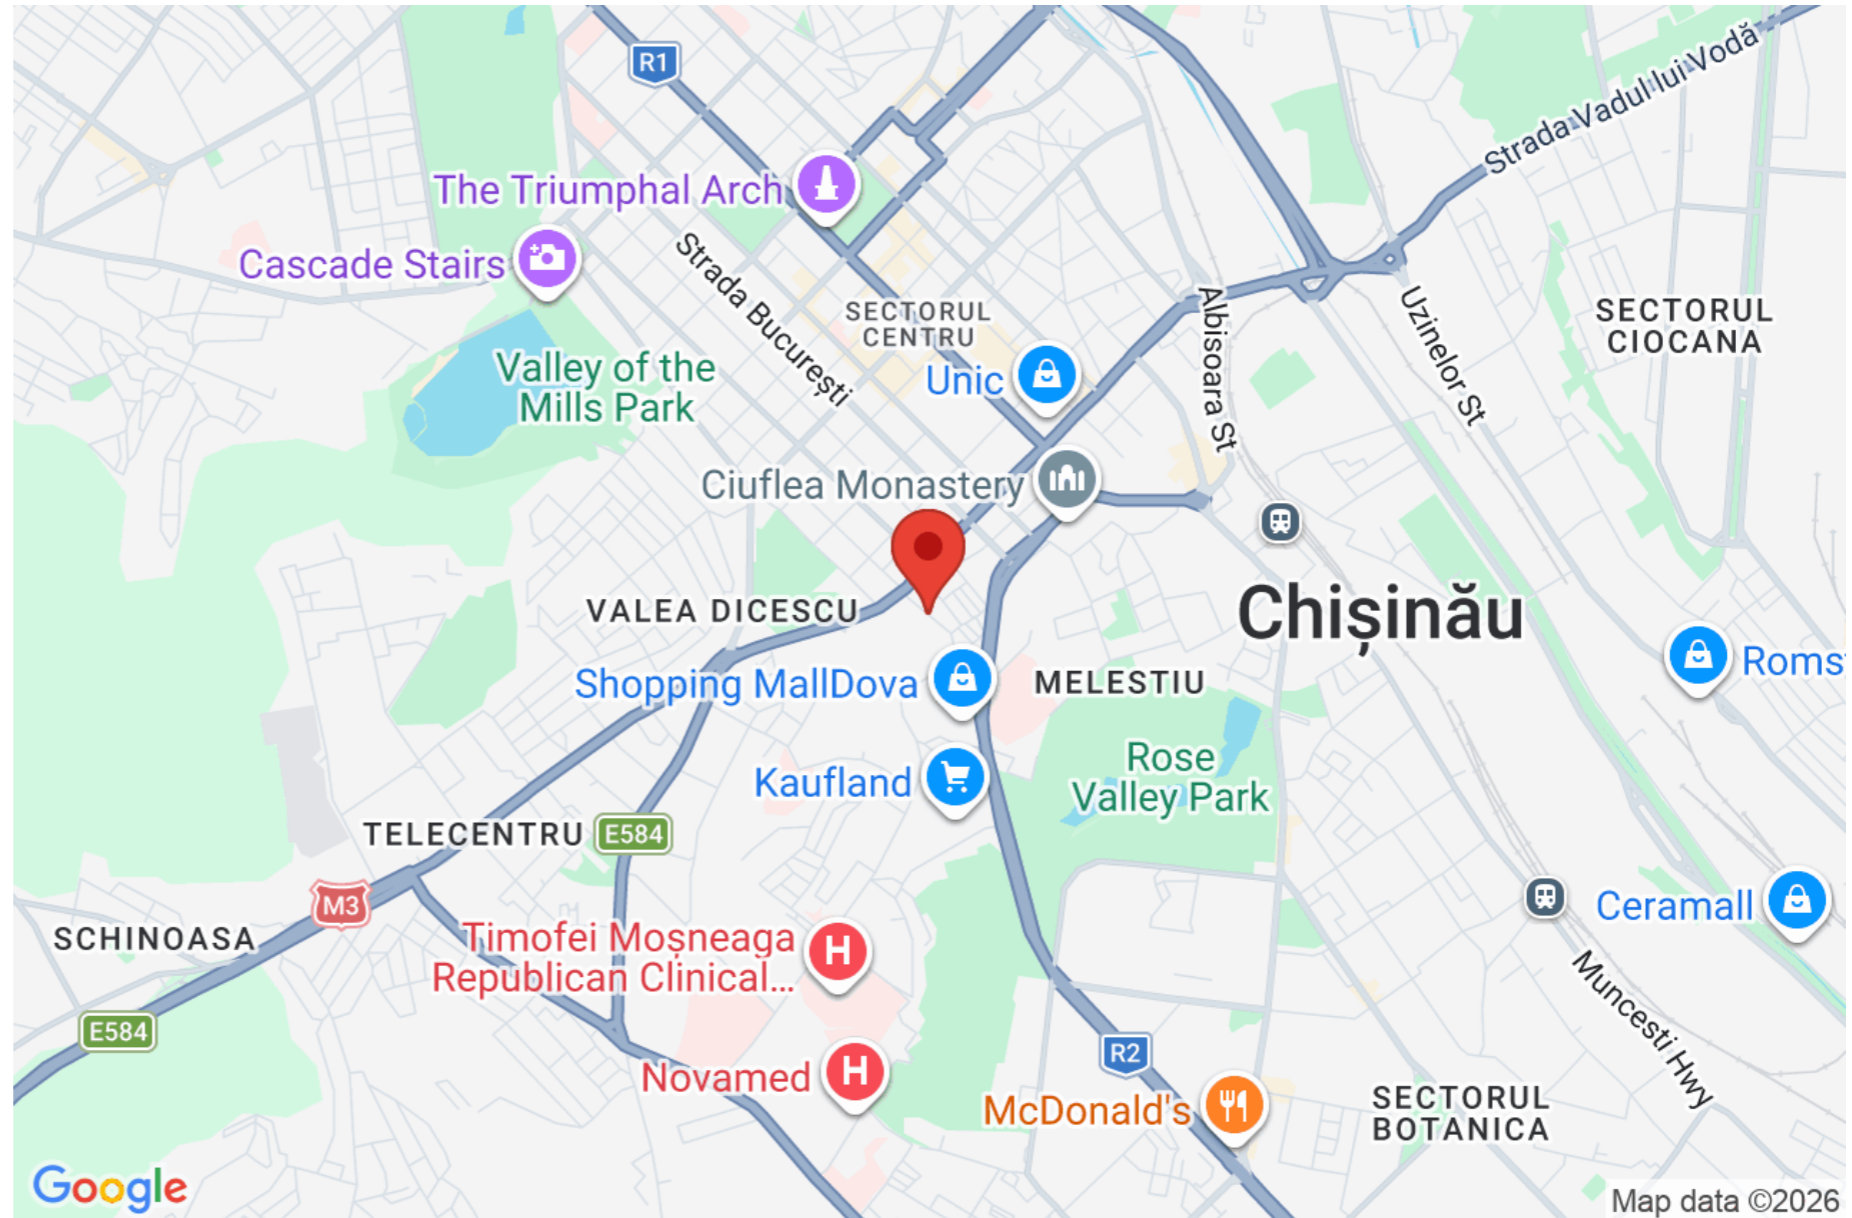 R1
Strada Vadul lui Vodă
The Triumphal Arch
Cascade Stairs
Strada București
SECTORUL
CENTRU
Albisoara St
Uzinelor St
SECTORUL
CIOCANA
Valley of the
Mills Park
Unic
Ciuflea Monastery
Chișinău
VALEA DICESCU
Shopping MallDova
MELESTIU
Roms
Rose
Valley Park
Kaufland
TELECENTRU
E584
M3
SCHINOASA
Ceramall
Timofei Moșneaga
Republican Clinical...
H
Muncesti Hwy
E584
R2
Novamed
H
McDonald's
SECTORUL
BOTANICA
Google
Map data ©2026